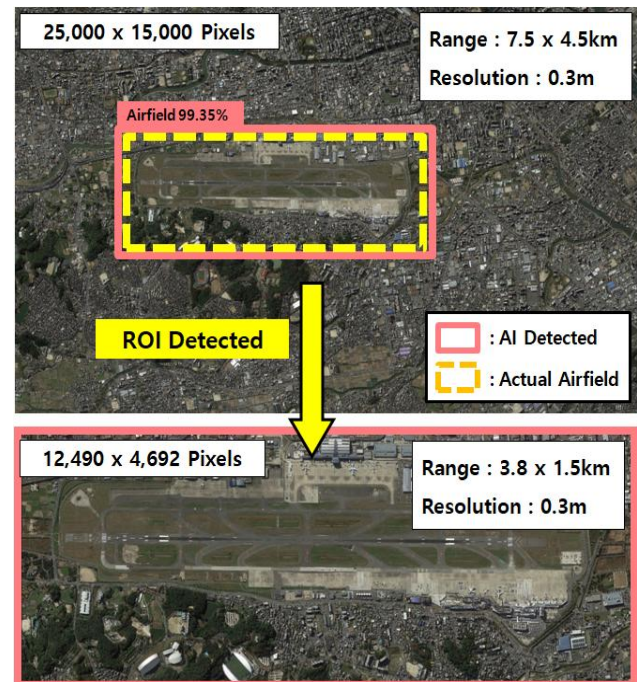 25,000 x 15,000 Pixels
Range : 7.5 x 4.5km
Resolution : 0.3m
Airfield 99.35%
ROI Detected
: AI Detected
: Actual Airfield
12,490 x 4,692 Pixels
Range : 3.8 x 1.5km
Resolution : 0.3m